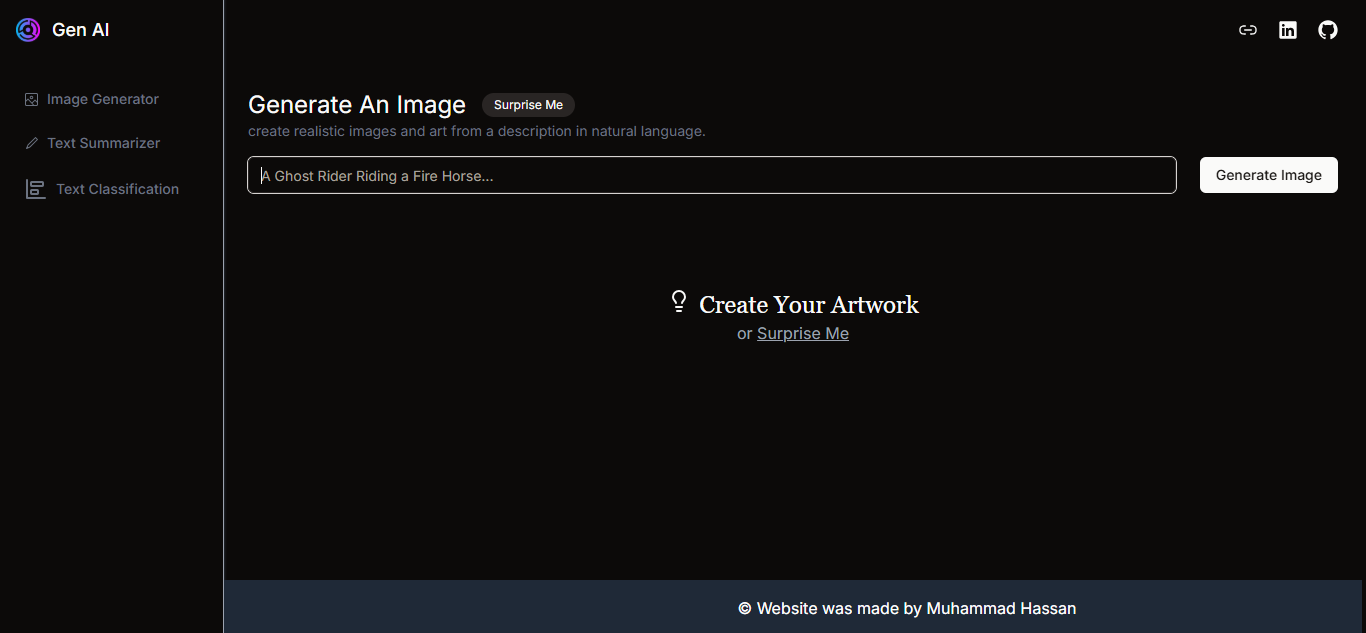 Gen AI
Image Generator
Text Summarizer
Text Classification
Generate An Image
Surprise Me
create realistic images and art from a description in natural language.
A Ghost Rider Riding a Fire Horse...
Generate Image
Create Your Artwork
or Surprise Me
© Website was made by Muhammad Hassan